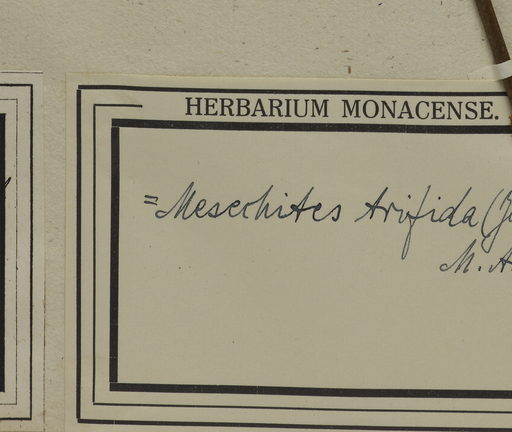 HERBARIUM MONACENSE.
= Mesechites trifida (J
M. A